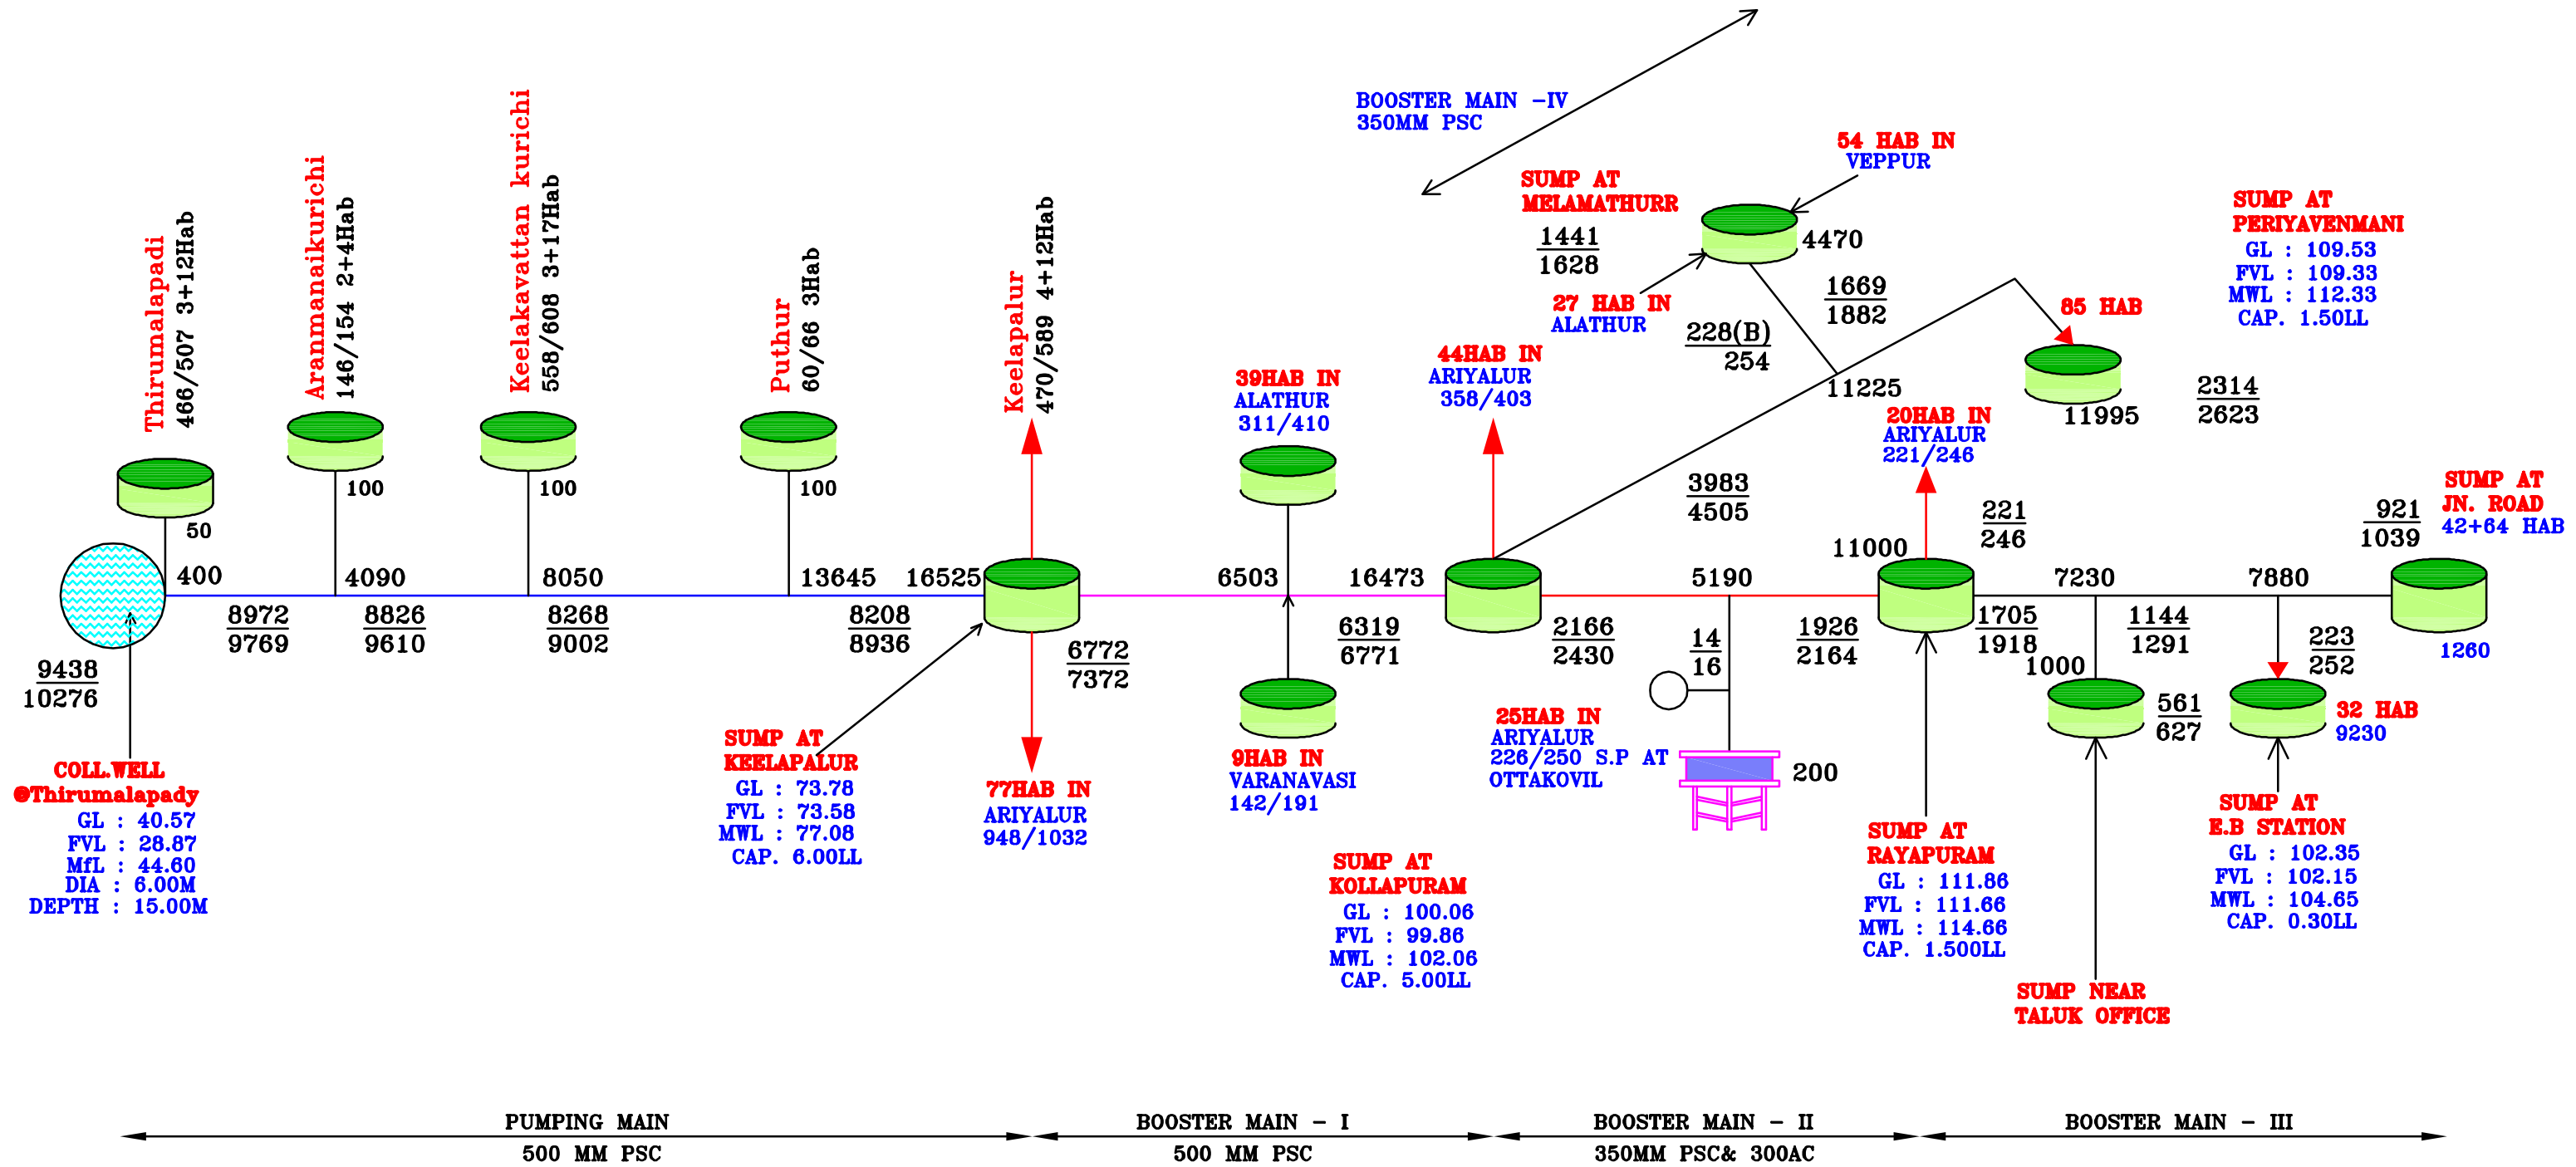 BOOSTER MAIN -IV
350MM PSC
54 HAB IN
VEPPUR
SUMP AT
MELAMATHURR
1441
1628
4470
27 HAB IN
ALATHUR
1669
1882
228(B)
254
11225
SUMP AT
PERIYAVENMANI
GL : 109.53
FVL : 109.33
MWL : 112.33
CAP. 1.50LL
85 HAB
11995
2314
2623
Thirumalapadi
466/507 3+12Hab
50
Aranmanaikurichi
146/154 2+4Hab
100
Keelakavattan kurichi
558/608 3+17Hab
100
Puthur
60/66 3Hab
100
Keelapalur
470/589 4+12Hab
39HAB IN
ALATHUR
311/410
44HAB IN
ARIYALUR
358/403
3983
4505
20HAB IN
ARIYALUR
221/246
221
246
921
1039
SUMP AT
JN. ROAD
42+64 HAB
400
4090
8050
13645
16525
6503
16473
5190
11000
7230
7880
9438
10276
8972
9769
8826
9610
8268
9002
8208
8936
6772
7372
6319
6771
2166
2430
14
16
1926
2164
1705
1918
1000
1144
1291
223
252
1260
561
627
32 HAB
9230
COLL.WELL
@Thirumalapady
GL : 40.57
FVL : 28.87
MfL : 44.60
DIA : 6.00M
DEPTH : 15.00M
SUMP AT
KEELAPALUR
GL : 73.78
FVL : 73.58
MWL : 77.08
CAP. 6.00LL
77HAB IN
ARIYALUR
948/1032
9HAB IN
VARANAVASI
142/191
SUMP AT
KOLLAPURAM
GL : 100.06
FVL : 99.86
MWL : 102.06
CAP. 5.00LL
25HAB IN
ARIYALUR
226/250 S.P AT
OTTAKOVIL
200
SUMP AT
RAYAPURAM
GL : 111.86
FVL : 111.66
MWL : 114.66
CAP. 1.500LL
SUMP NEAR
TALUK OFFICE
SUMP AT
E.B STATION
GL : 102.35
FVL : 102.15
MWL : 104.65
CAP. 0.30LL
PUMPING MAIN
500 MM PSC
BOOSTER MAIN - I
500 MM PSC
BOOSTER MAIN - II
350MM PSC& 300AC
BOOSTER MAIN - III